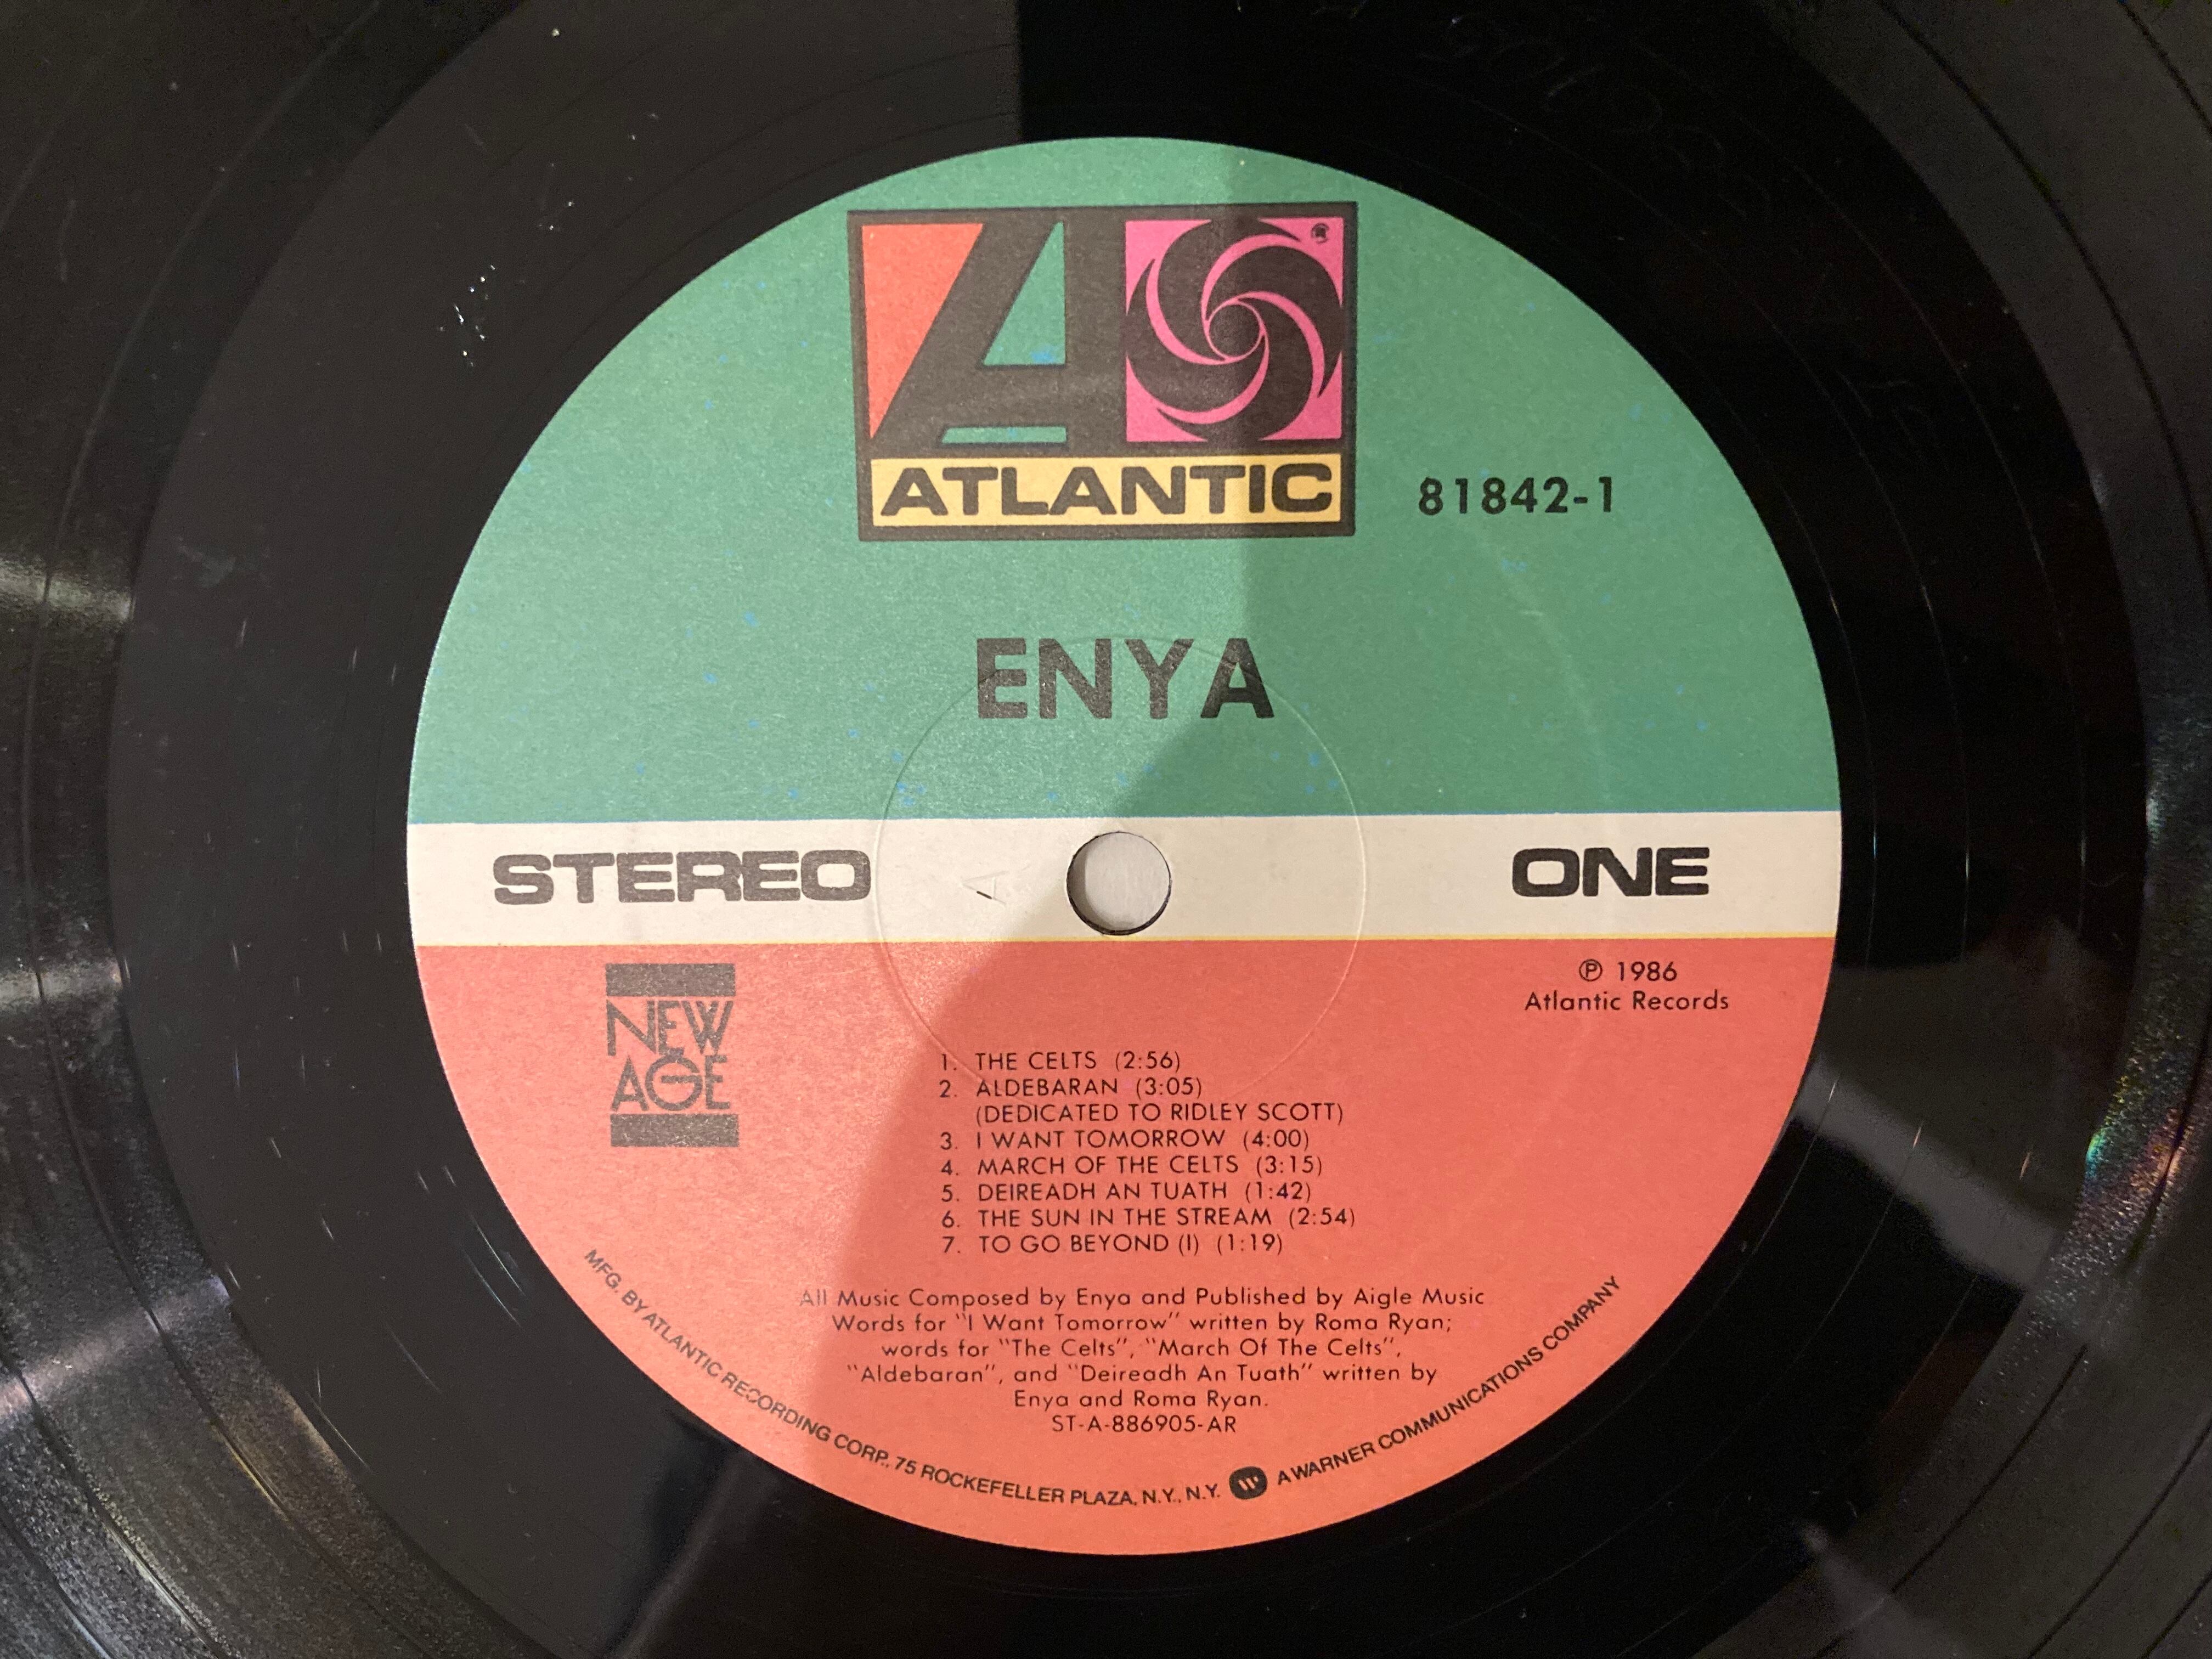 ATLANTIC
®
81842-1
ENYA
STEREO
ONE
A
NEW
AGE
℗ 1986
Atlantic Records
1. THE CELTS (2:56)
2. ALDEBARAN (3:05)
(DEDICATED TO RIDLEY SCOTT)
3. I WANT TOMORROW (4:00)
4. MARCH OF THE CELTS (3:15)
5. DEIREADH AN TUATH (1:42)
6. THE SUN IN THE STREAM (2:54)
7. TO GO BEYOND (I) (1:19)
All Music Composed by Enya and Published by Aigle Music
Words for "I Want Tomorrow" written by Roma Ryan;
words for "The Celts", "March Of The Celts",
"Aldebaran", and "Deireadh An Tuath" written by
Enya and Roma Ryan.
ST-A-886905-AR
MFG. BY ATLANTIC RECORDING CORP., 75 ROCKEFELLER PLAZA, N.Y., N.Y. W A WARNER COMMUNICATIONS COMPANY